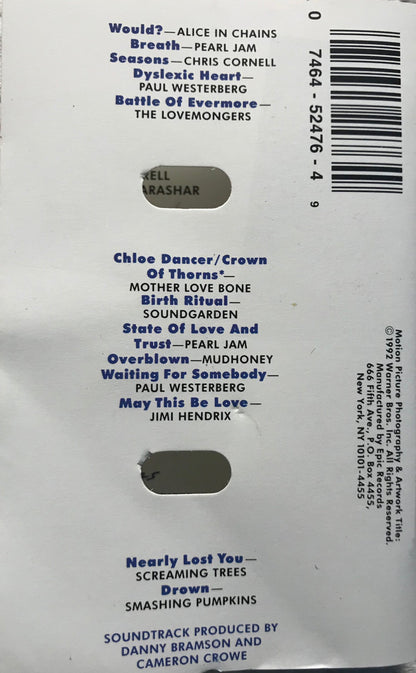 Would?—ALICE IN CHAINS
Breath—PEARL JAM
Seasons—CHRIS CORNELL
Dyslexic Heart—
PAUL WESTERBERG
Battle Of Evermore—
THE LOVEMONGERS
RELL
ARASHAR
Chloe Dancer/Crown
Of Thorns*—
MOTHER LOVE BONE
Birth Ritual—
SOUNDGARDEN
State Of Love And
Trust—PEARL JAM
Overblown—MUDHONEY
Waiting For Somebody—
PAUL WESTERBERG
May This Be Love—
JIMI HENDRIX
Nearly Lost You—
SCREAMING TREES
Drown—
SMASHING PUMPKINS
SOUNDTRACK PRODUCED BY
DANNY BRAMSON AND
CAMERON CROWE
0 7464-52476-4 9
Motion Picture Photography & Artwork Title:
©1992 Warner Bros. Inc. All Rights Reserved.
Manufactured by Epic Records
666 Fifth Ave., P.O. Box 4455,
New York, NY 10101-4455